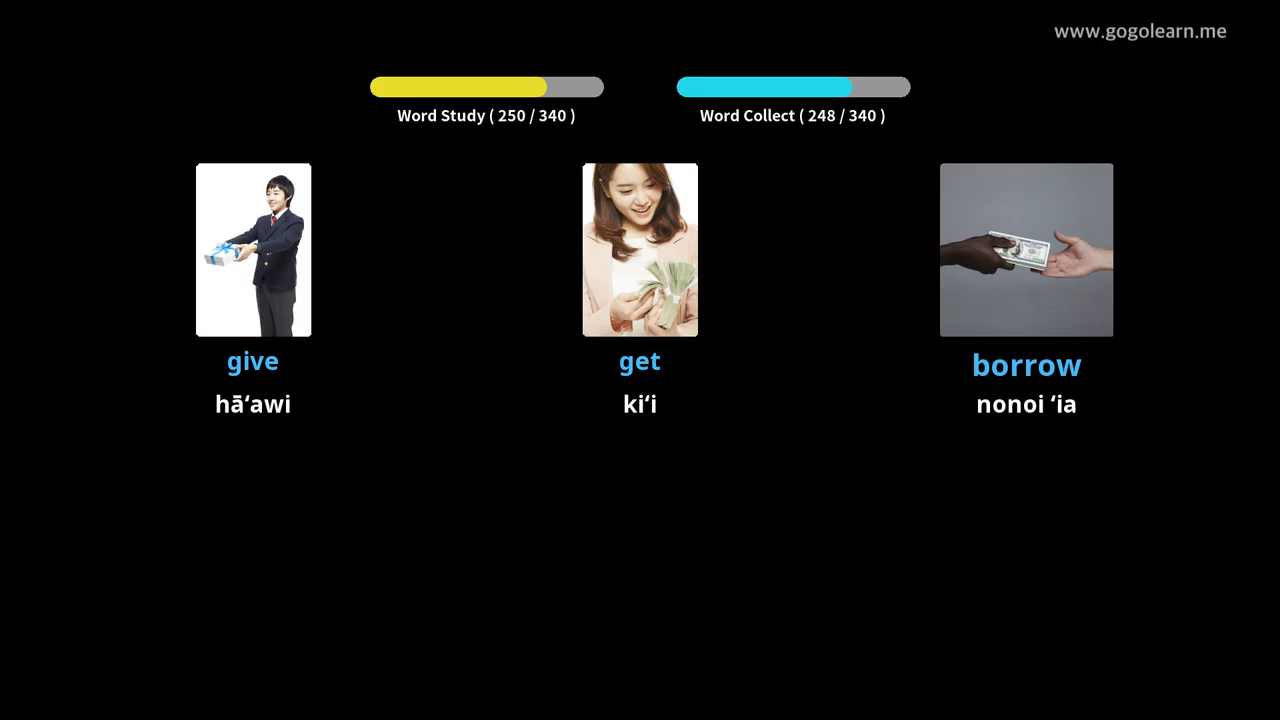 www.gogolearn.me
Word Study ( 250 / 340 )
Word Collect ( 248 / 340 )
give
get
borrow
hāʻawi
kiʻi
nonoi ʻia